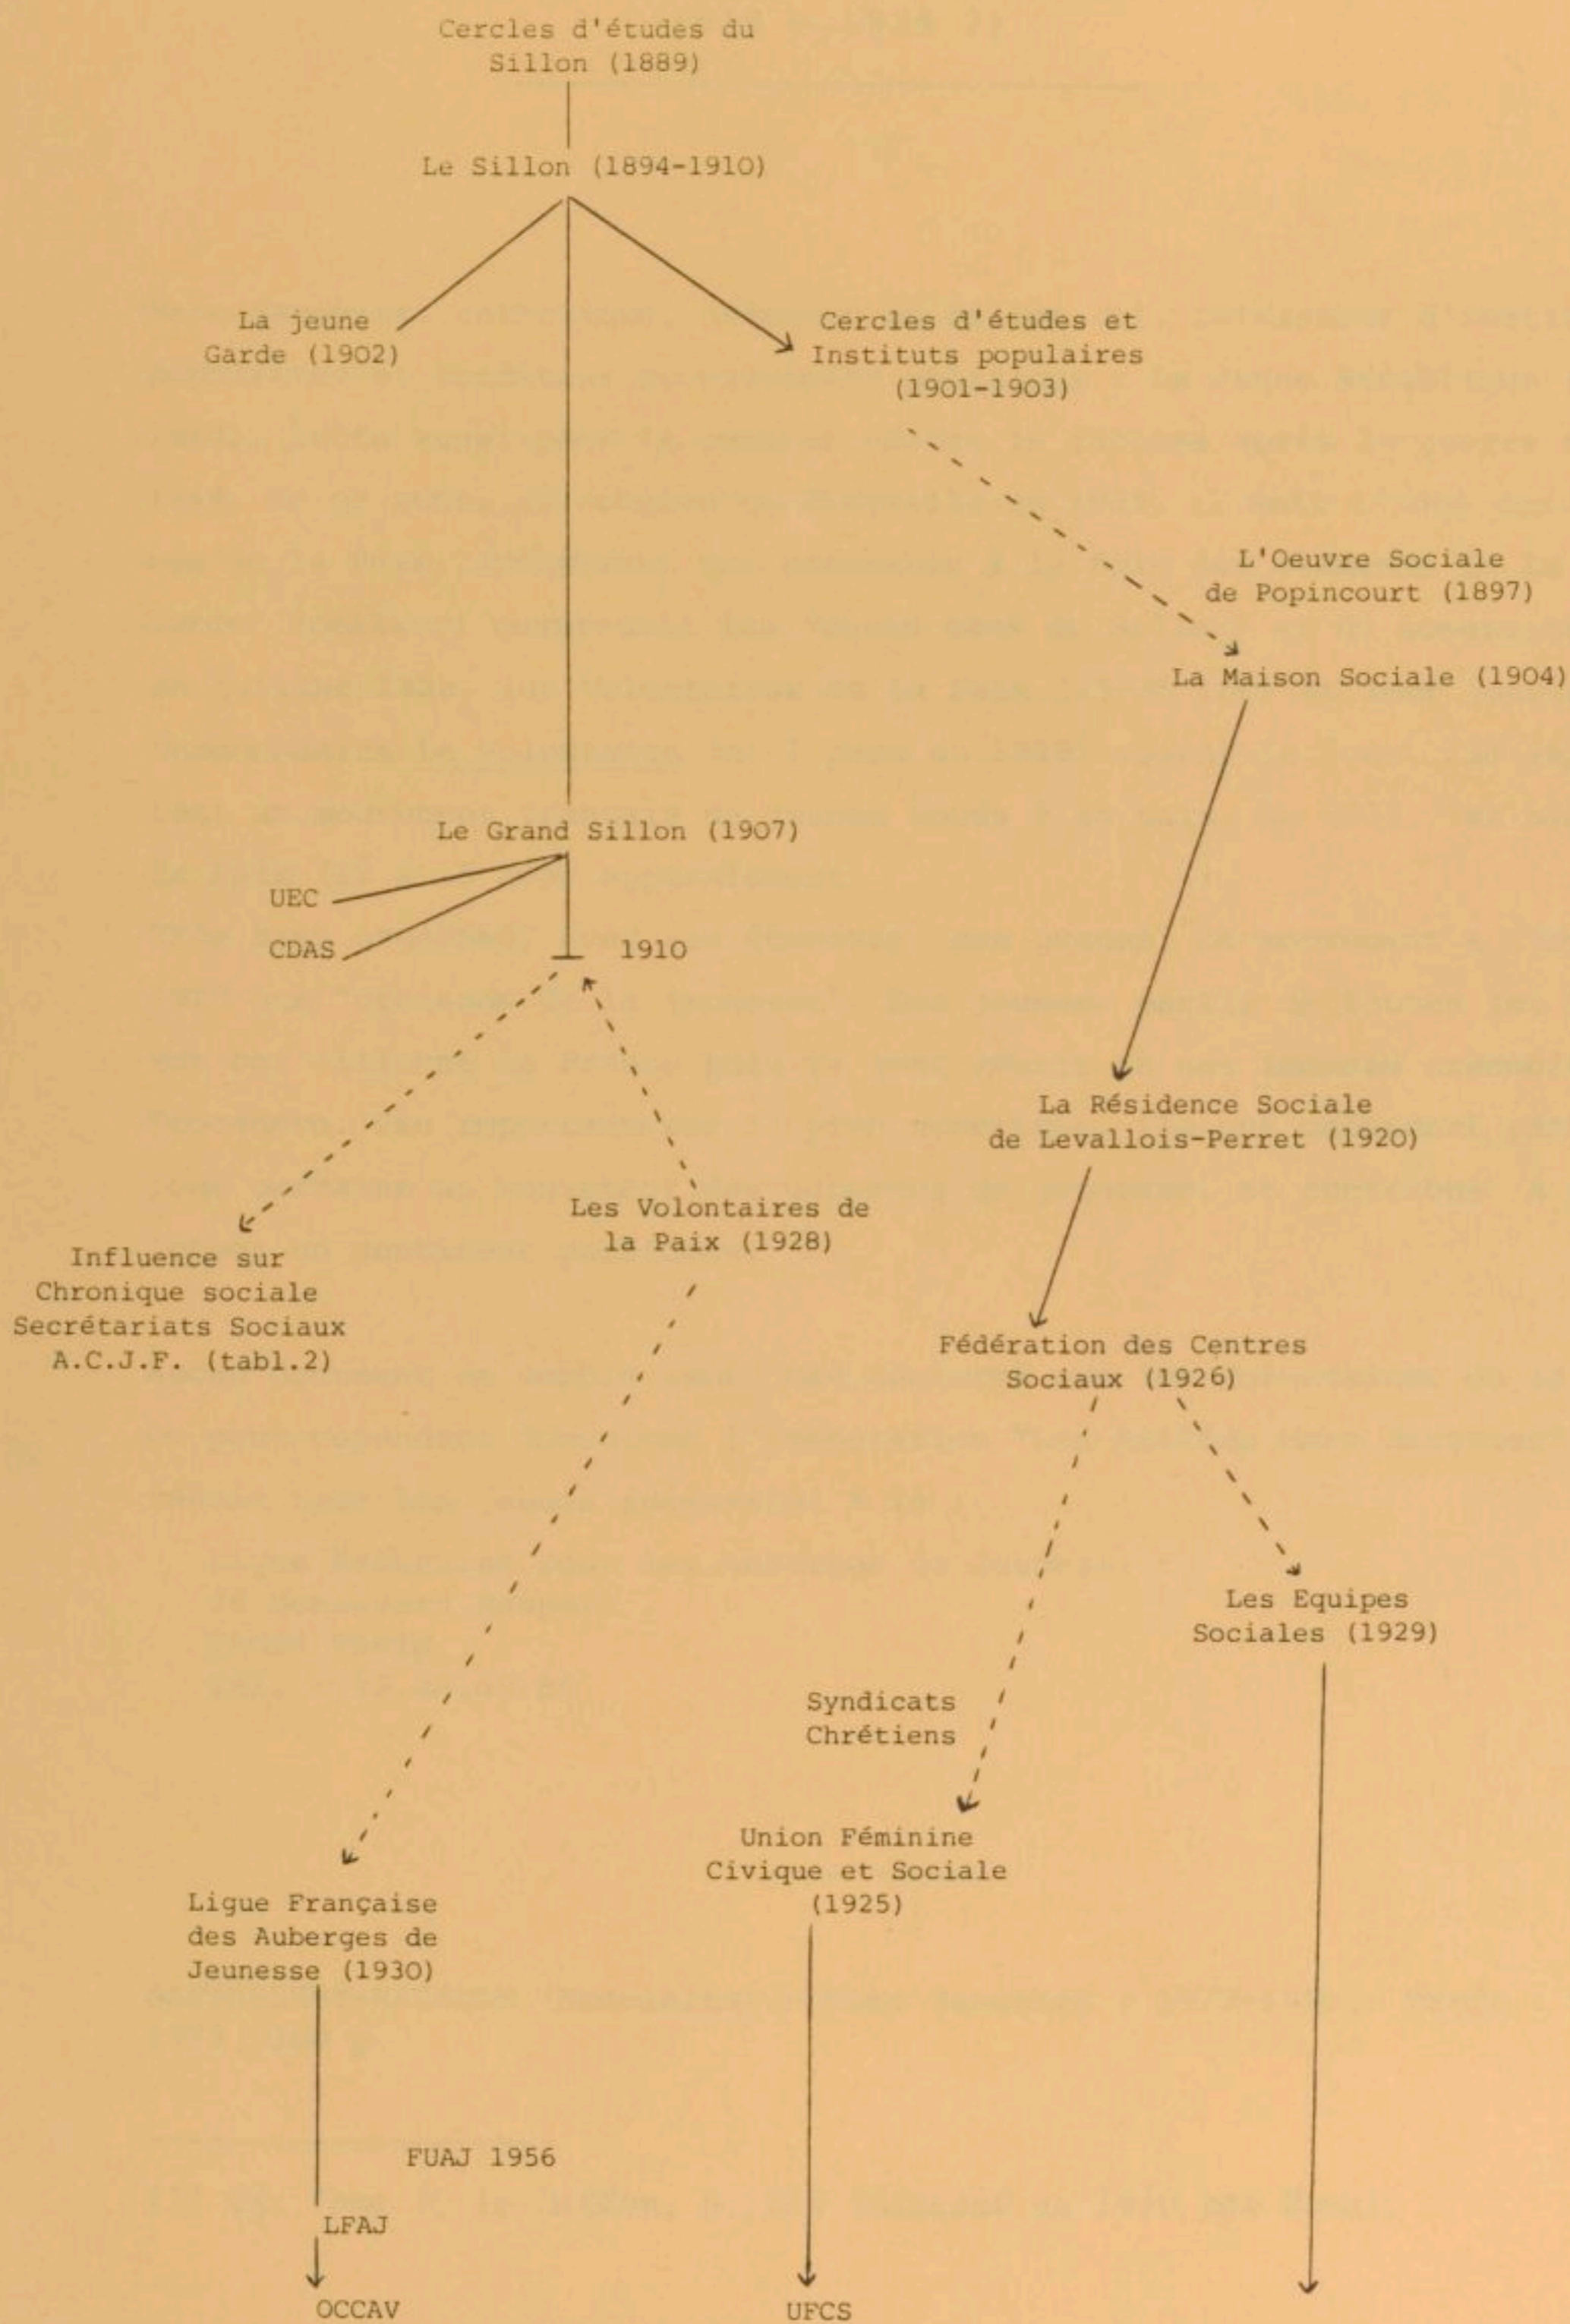 Cercles d'études du
Sillon (1889)
Le Sillon (1894-1910)
La jeune
Garde (1902)
Cercles d'études et
Instituts populaires
(1901-1903)
L'Oeuvre Sociale
de Popincourt (1897)
La Maison Sociale (1904)
Le Grand Sillon (1907)
UEC
CDAS
1910
La Résidence Sociale
de Levallois-Perret (1920)
Les Volontaires de
la Paix (1928)
Influence sur
Chronique sociale
Secrétariats Sociaux
A.C.J.F. (tabl.2)
Fédération des Centres
Sociaux (1926)
Les Equipes
Sociales (1929)
Syndicats
Chrétiens
Union Féminine
Civique et Sociale
(1925)
Ligue Française
des Auberges de
Jeunesse (1930)
FUAJ 1956
LFAJ
OCCAV
UFCS